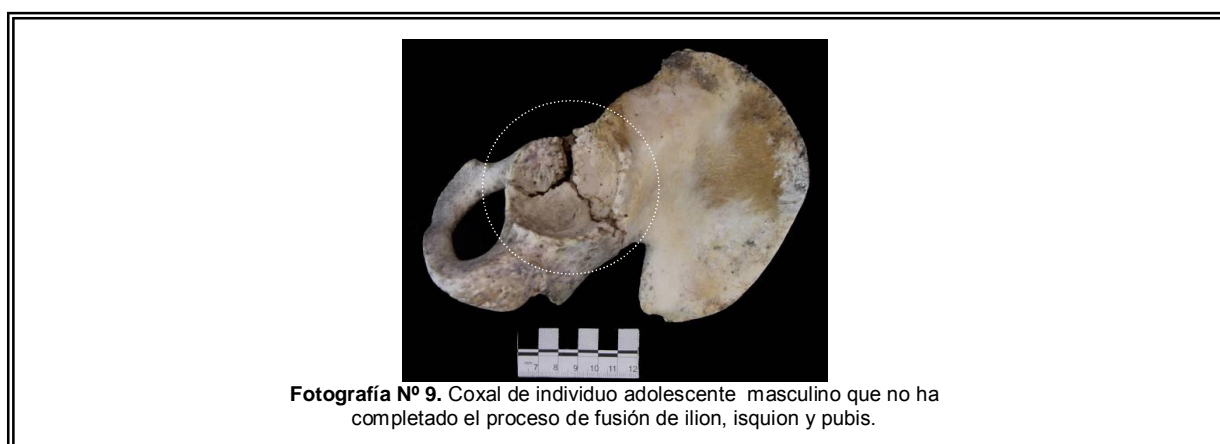 7 8 9 10 11 12
Fotografía Nº 9. Coxal de individuo adolescente masculino que no ha
completado el proceso de fusión de ilion, isquion y pubis.